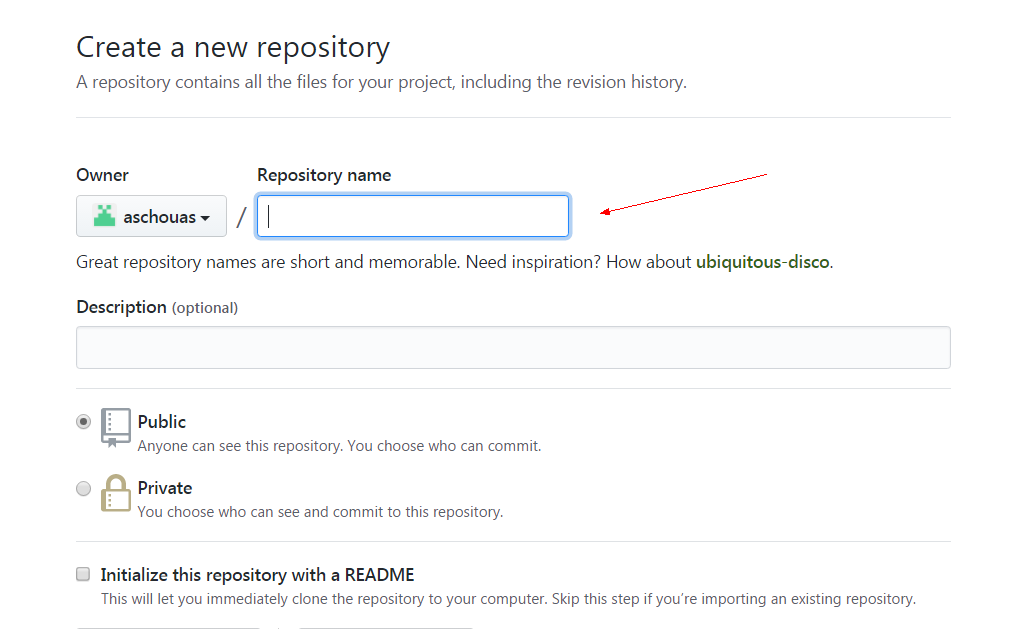 Create a new repository
A repository contains all the files for your project, including the revision history.
Owner Repository name
aschouas /
Great repository names are short and memorable. Need inspiration? How about ubiquitous-disco.
Description (optional)
Public
Anyone can see this repository. You choose who can commit.
Private
You choose who can see and commit to this repository.
Initialize this repository with a README
This will let you immediately clone the repository to your computer. Skip this step if you’re importing an existing repository.